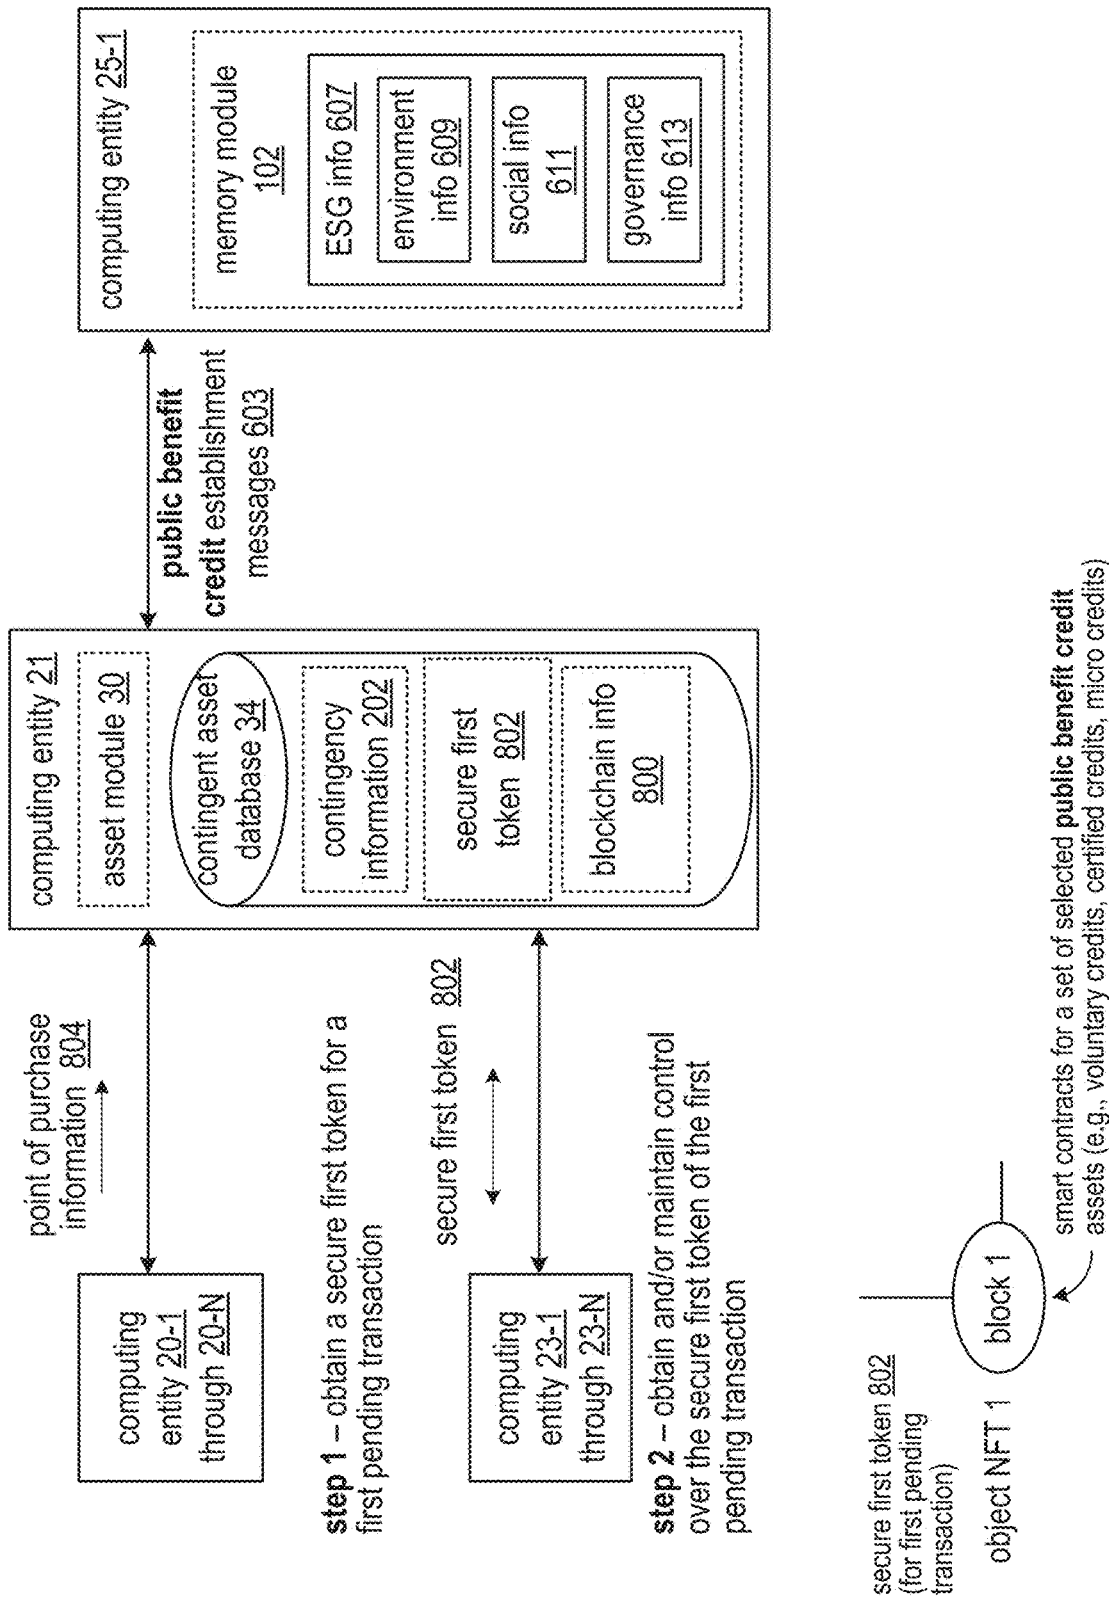 computing
entity 20-1
through 20-N
point of purchase
information 804
step 1 – obtain a secure first token for a
first pending transaction
computing
entity 23-1
through 23-N
secure first token 802
step 2 – obtain and/or maintain control
over the secure first token of the first
pending transaction
computing entity 21
asset module 30
contingent asset
database 34
contingency
information 202
secure first
token 802
blockchain info
800
public benefit
credit establishment
messages 603
computing entity 25-1
memory module
102
ESG info 607
environment
info 609
social info
611
governance
info 613
secure first token 802
(for first pending
transaction)
object NFT 1
block 1
smart contracts for a set of selected public benefit credit
assets (e.g., voluntary credits, certified credits, micro credits)